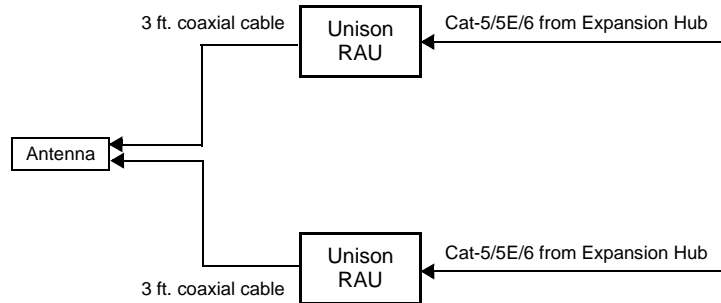 3 ft. coaxial cable
Unison
RAU
Cat-5/5E/6 from Expansion Hub
Antenna
Unison
RAU
Cat-5/5E/6 from Expansion Hub
3 ft. coaxial cable